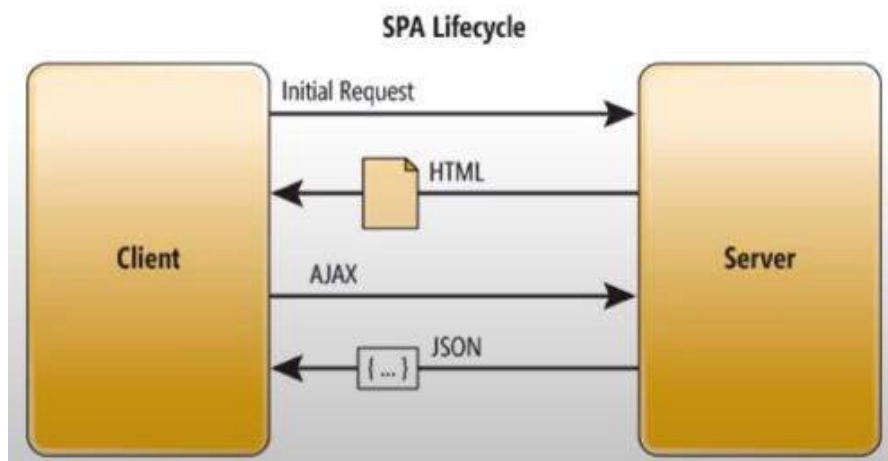 SPA Lifecycle
Initial Request
HTML
Client
Server
AJAX
JSON
{ ... }